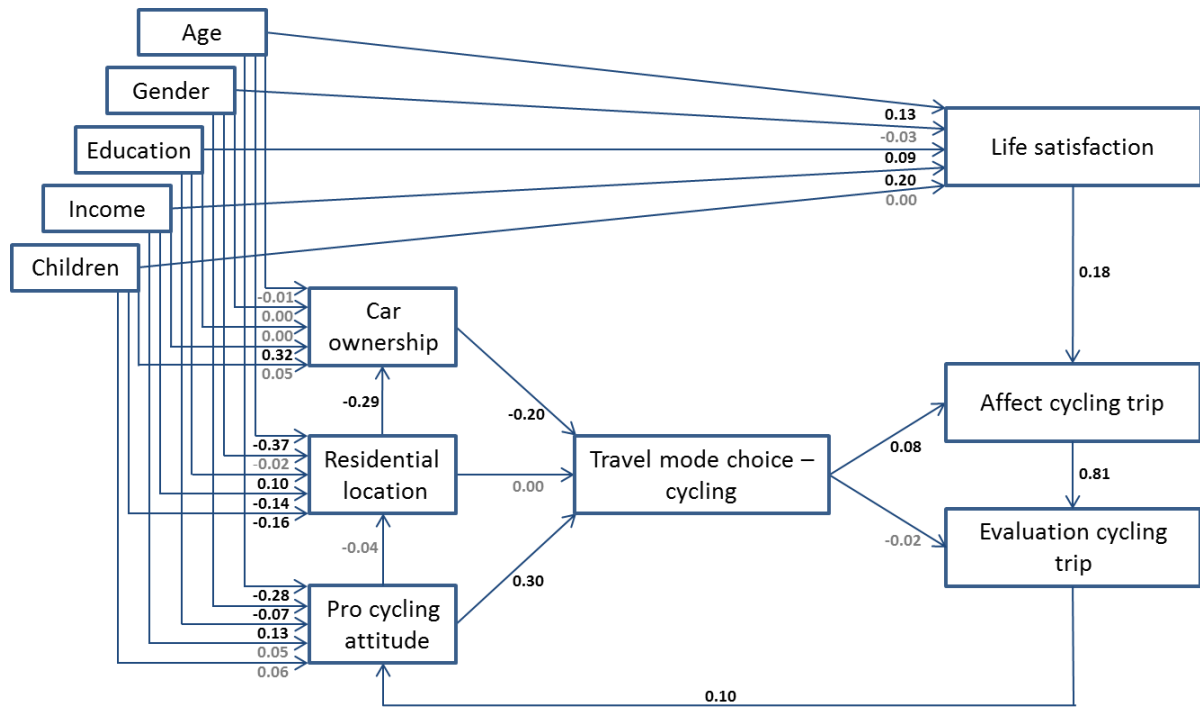 Age
Gender
Education
Income
Children
0.13
-0.03
0.09
0.20
0.00
Life satisfaction
0.18
-0.01
0.00
0.00
0.32
0.05
Car
ownership
-0.29
-0.20
-0.37
-0.02
0.10
-0.14
-0.16
Residential
location
0.00
Travel mode choice –
cycling
0.08
-0.02
Affect cycling trip
0.81
Evaluation cycling
trip
-0.04
0.30
-0.28
-0.07
0.13
0.05
0.06
Pro cycling
attitude
0.10